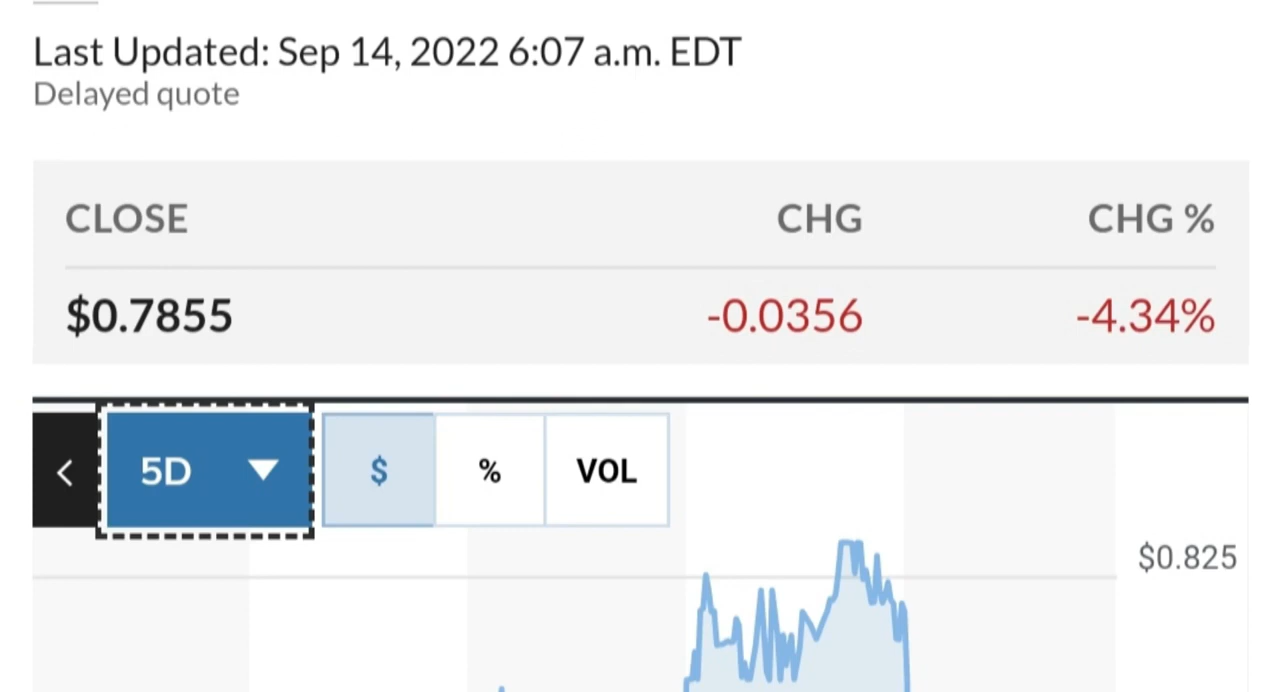 Last Updated: Sep 14, 2022 6:07 a.m. EDT
Delayed quote
CLOSE CHG CHG %
$0.7855 -0.0356 -4.34%
5D $ % VOL
$0.825